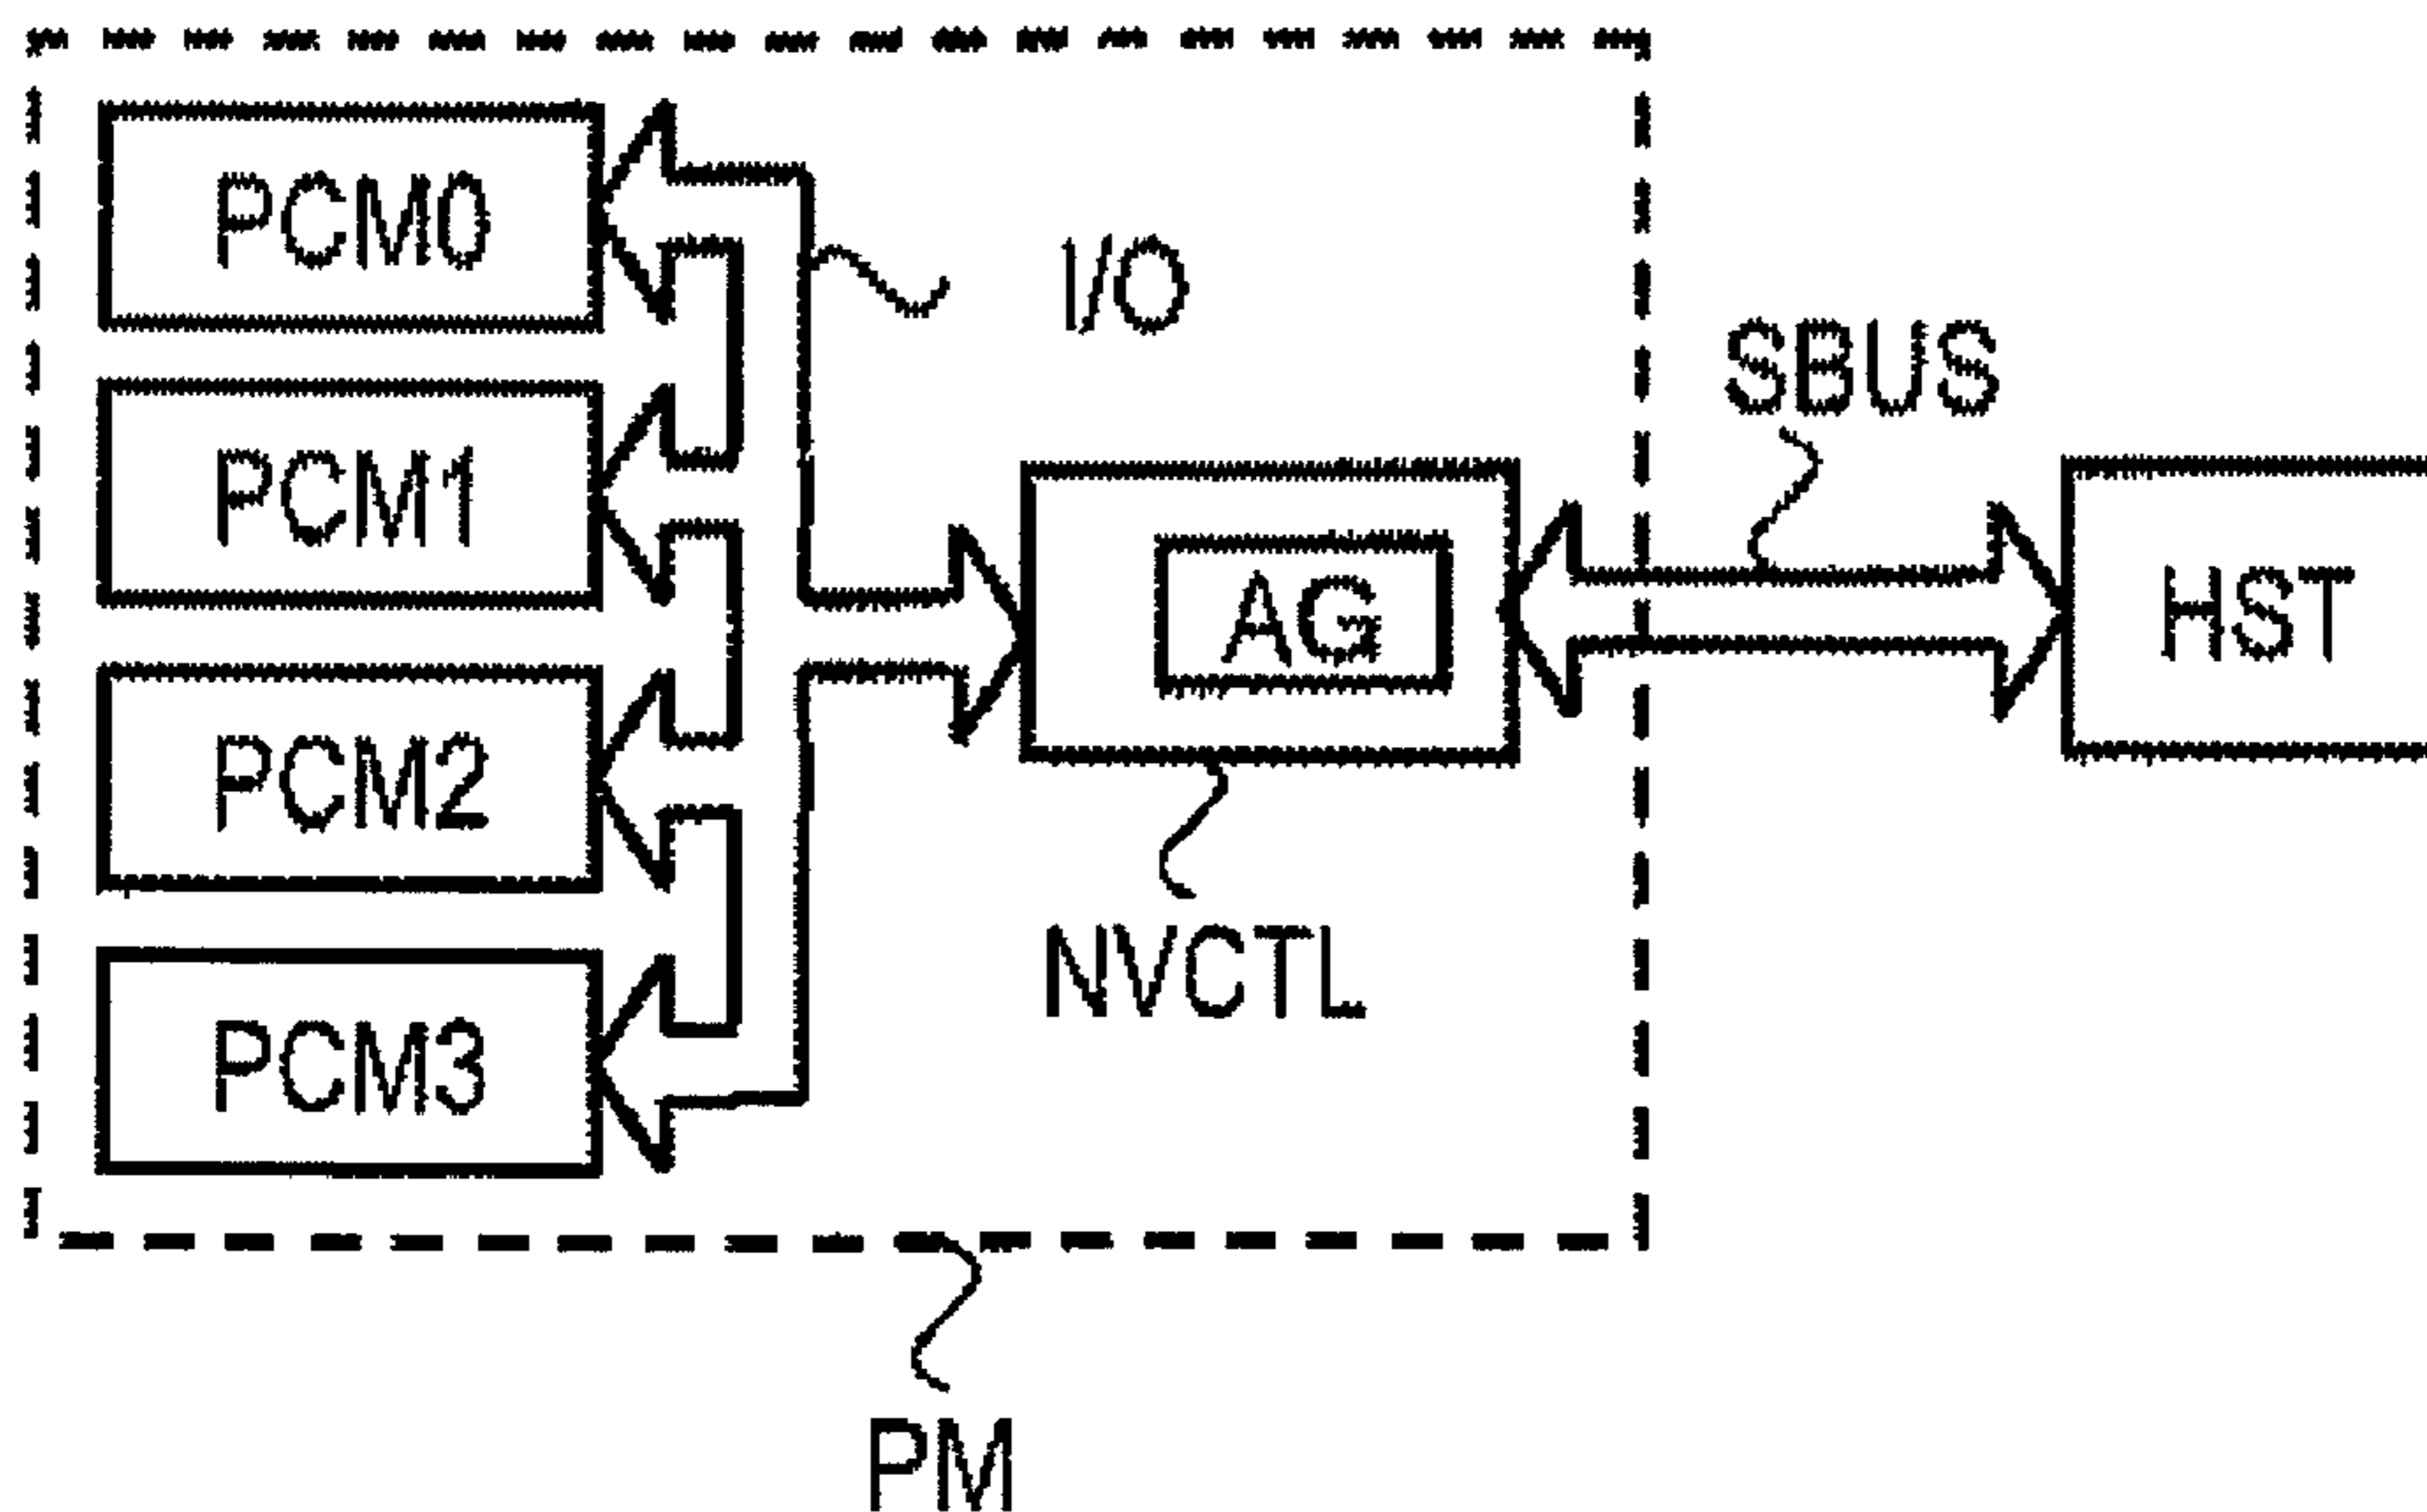 PCM0
I/O
SBUS
PCM1
AG
HST
PCM2
NVCTL
PCM3
PM